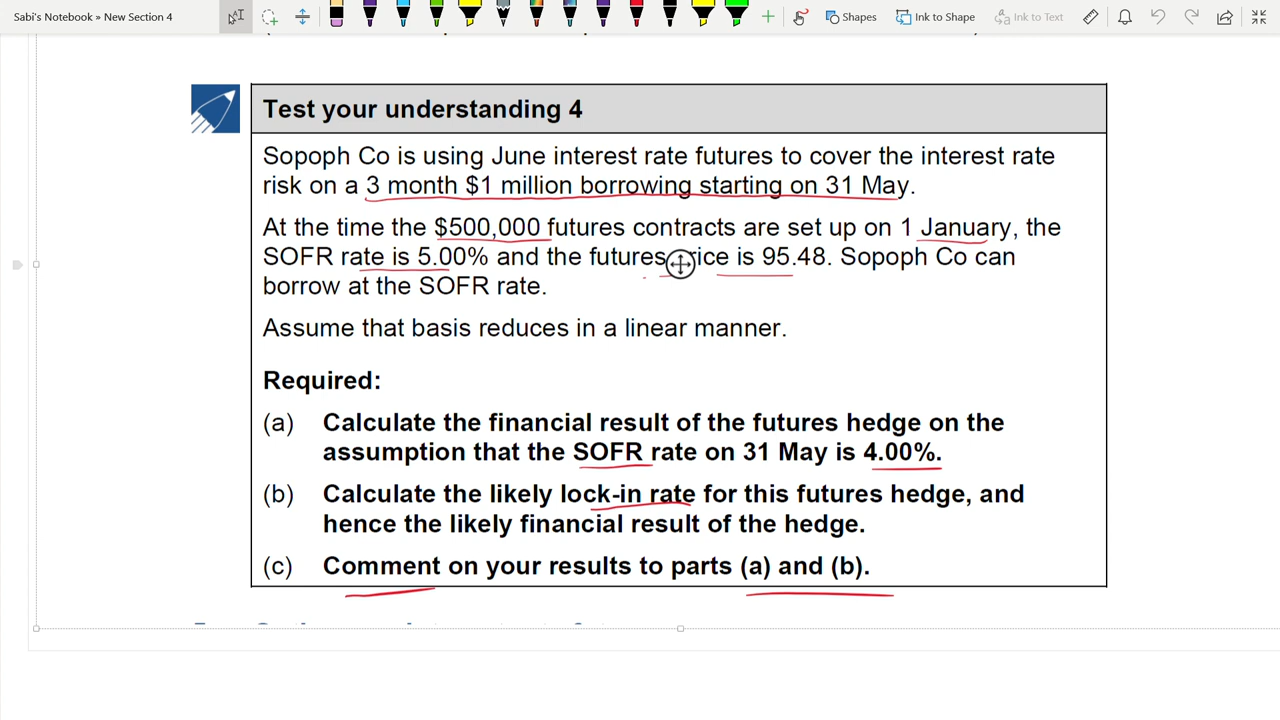 Sabi's Notebook » New Section 4
Shapes
Ink to Shape
Ink to Text
Test your understanding 4
Sopoph Co is using June interest rate futures to cover the interest rate
risk on a 3 month $1 million borrowing starting on 31 May.
At the time the $500,000 futures contracts are set up on 1 January, the
SOFR rate is 5.00% and the futures is 95.48. Sopoph Co can
borrow at the SOFR rate.
Assume that basis reduces in a linear manner.
Required:
(a) Calculate the financial result of the futures hedge on the
assumption that the SOFR rate on 31 May is 4.00%.
(b) Calculate the likely lock-in rate for this futures hedge, and
hence the likely financial result of the hedge.
(c) Comment on your results to parts (a) and (b).